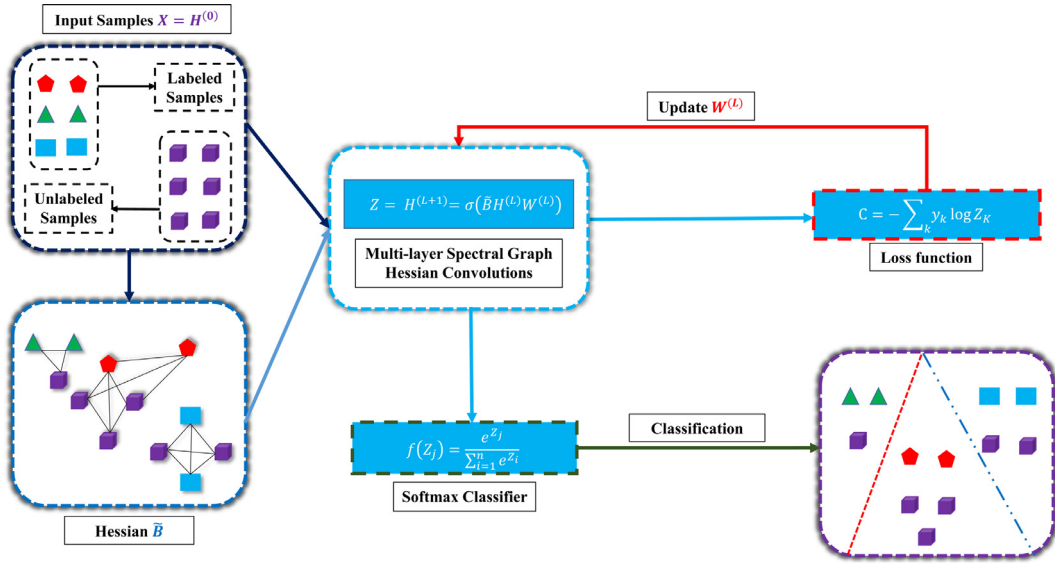 Input Samples X = H^(0)
Labeled
Samples
Unlabeled
Samples
Update W^(L)
Z = H^(L+1) = σ(B̃H^(L)W^(L))
Multi-layer Spectral Graph
Hessian Convolutions
C = −∑_k y_k log Z_K
Loss function
f(Z_j) = e^{Z_j} / ∑_{i=1}^{n} e^{Z_i}
Softmax Classifier
Classification
Hessian B̃